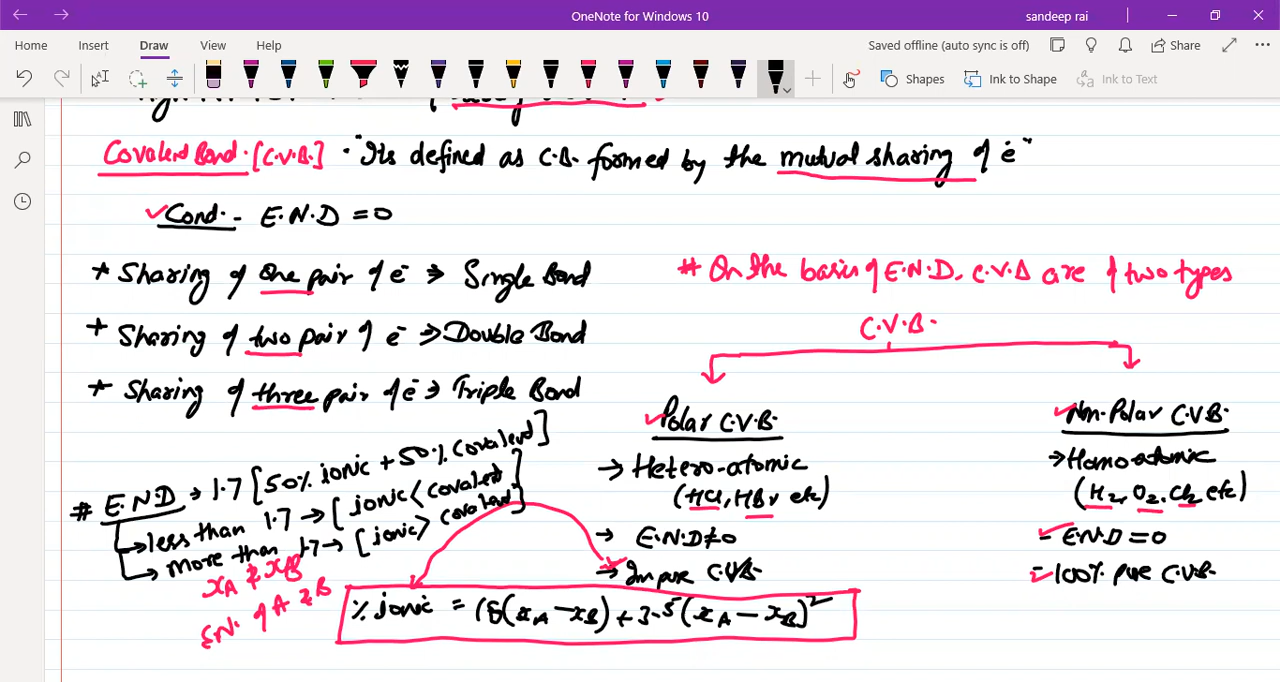 OneNote for Windows 10
sandeep rai
Home Insert Draw View Help
Saved offline (auto sync is off)
Share
Shapes
Ink to Shape
Ink to Text
Covalent Bond. [C.V.B.] . "Its defined as C.B. formed by the mutual sharing of e-"
Cond. - E.N.D = 0
* Sharing of One pair of e- ⇒ Single Bond
* Sharing of two pair of e- ⇒ Double Bond
* Sharing of three pair of e- ⇒ Triple Bond
# On the basis of E.N.D. C.V.B are of two types
C.V.B.
Polar C.V.B.
→ Hetero-atomic
(HCl, HBr etc)
→ E.N.D≠0
→ Impure C.V.B.
Non-Polar C.V.B.
→ Homo-atomic
(H2, O2, Cl2 etc)
- E.N.D = 0
- 100% pure C.V.B.
# E.N.D → 1.7 [50% ionic + 50% covalent]
→ less than 1.7 → [ionic < covalent]
→ more than 1.7 → [ionic > covalent]
xA & xB
E.N. of A & B
% ionic = 16(xA - xB) + 3.5(xA - xB)2